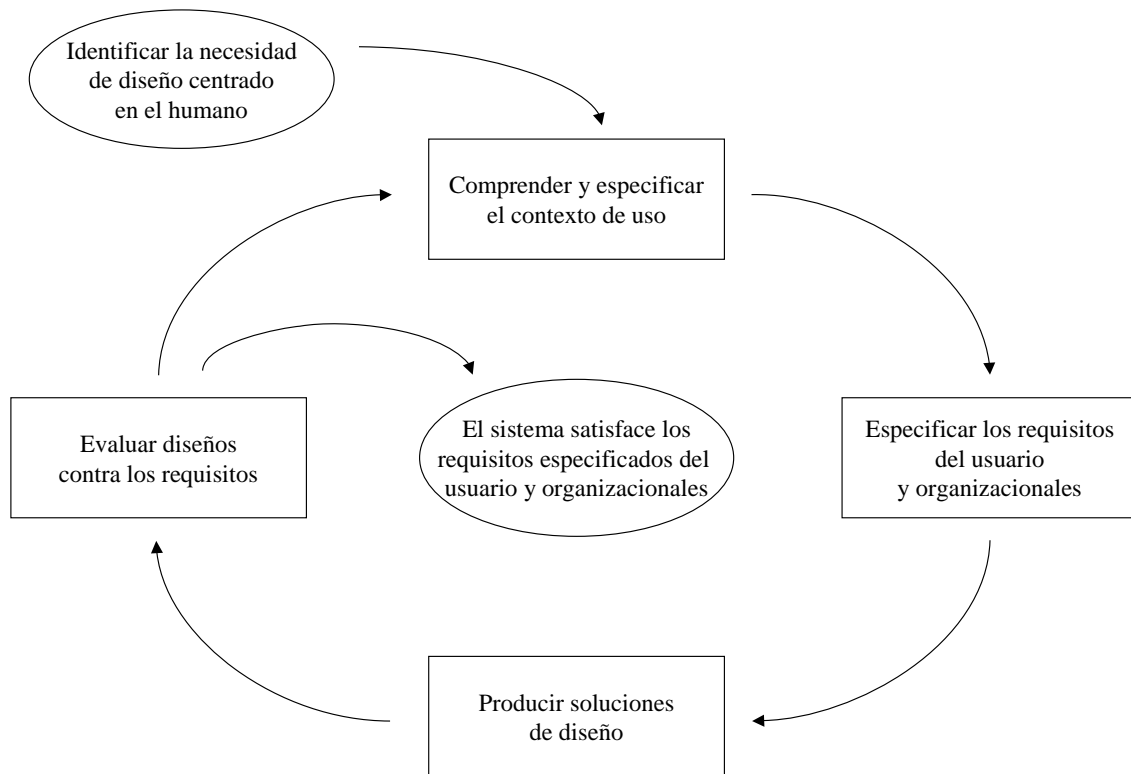 Identificar la necesidad
de diseño centrado
en el humano
Comprender y especificar
el contexto de uso
Evaluar diseños
contra los requisitos
El sistema satisface los
requisitos especificados del
usuario y organizacionales
Especificar los requisitos
del usuario
y organizacionales
Producir soluciones
de diseño